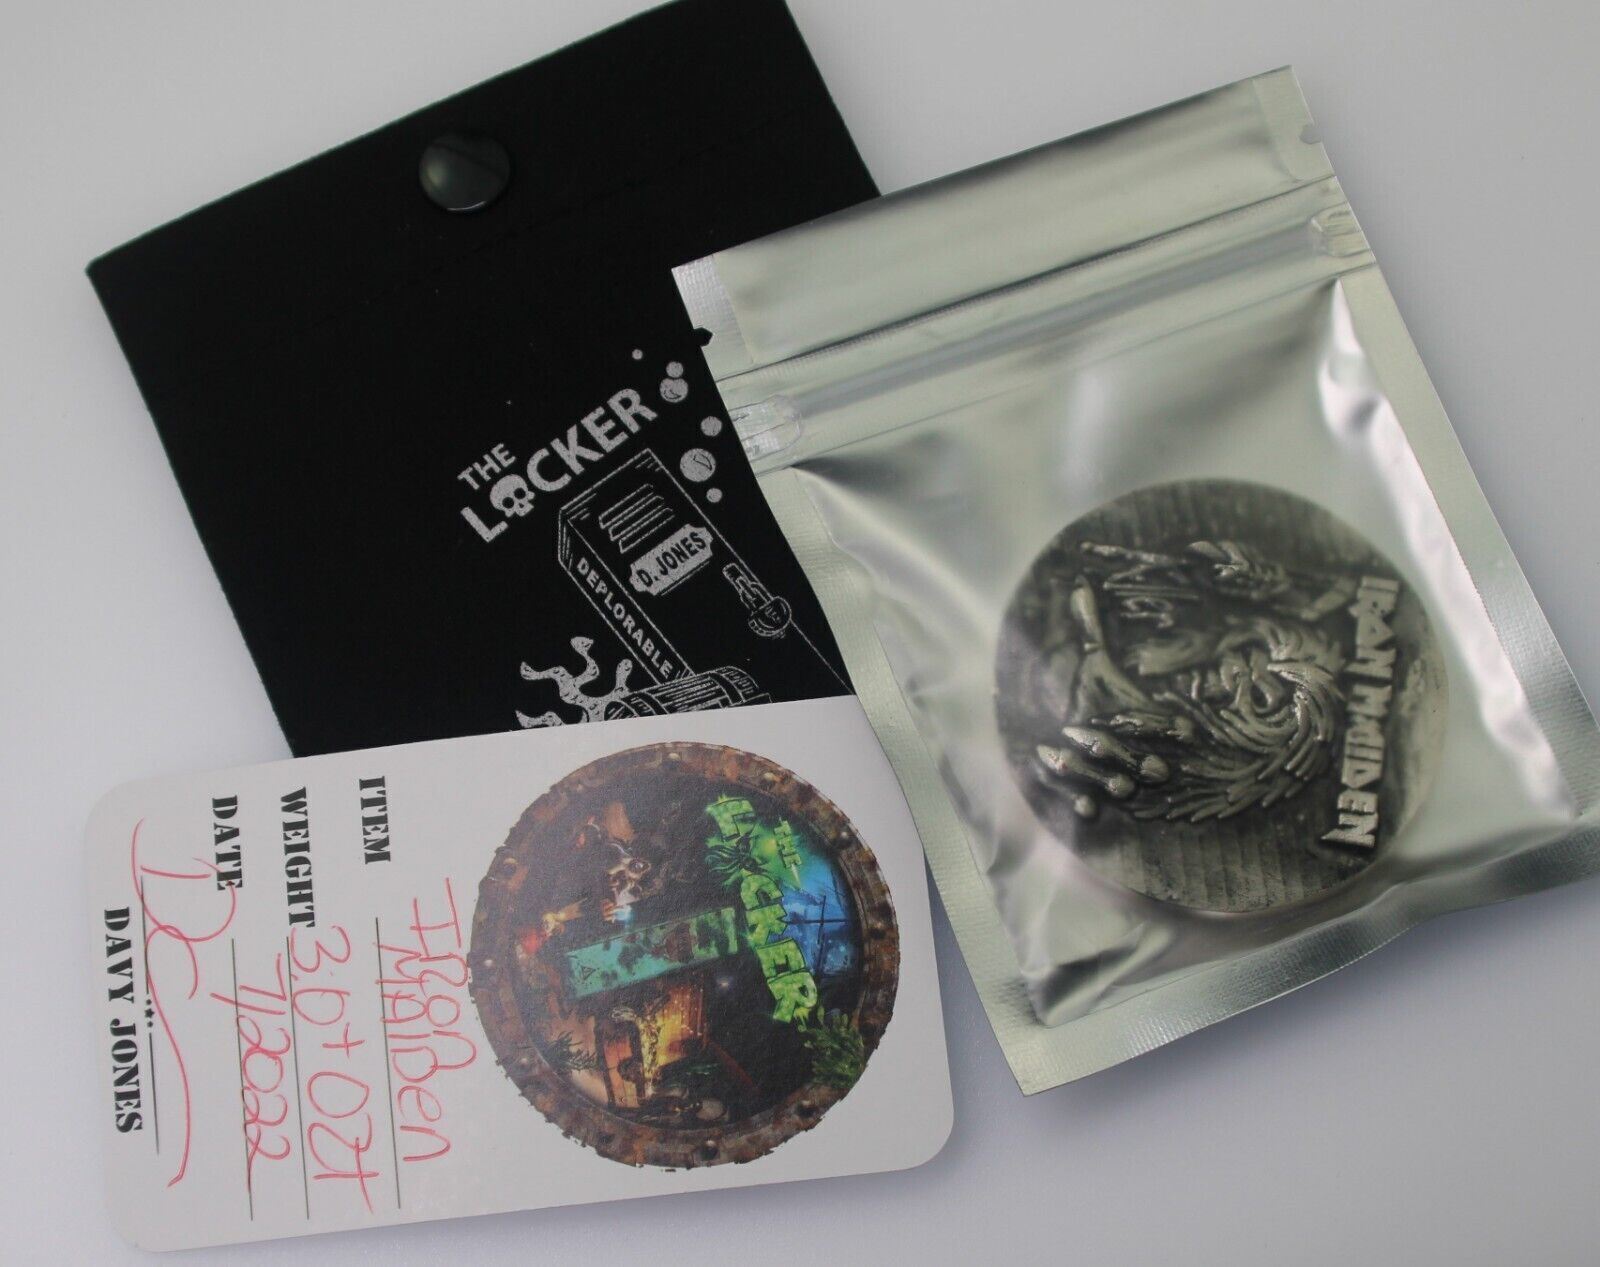 THE
LOCKER
D. JONES
DEPLORABLE
IRON MAIDEN
THE
LOCKER
ITEM Iron Maiden
WEIGHT 3.0+ OZT
DATE 7/2022
DAVY JONES